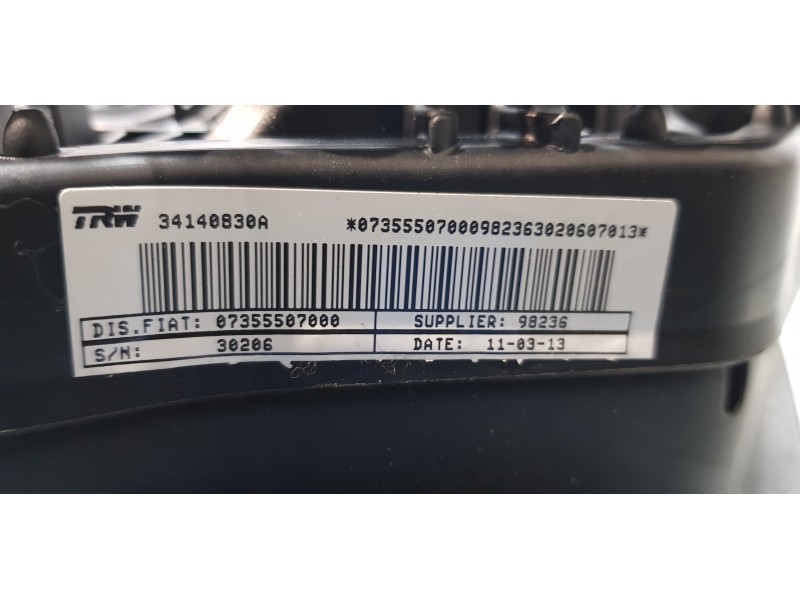 TRW 34140830A *07355507000982363020607013*
DIS.FIAT: 07355507000 SUPPLIER: 98236
S/N: 30206 DATE: 11-03-13